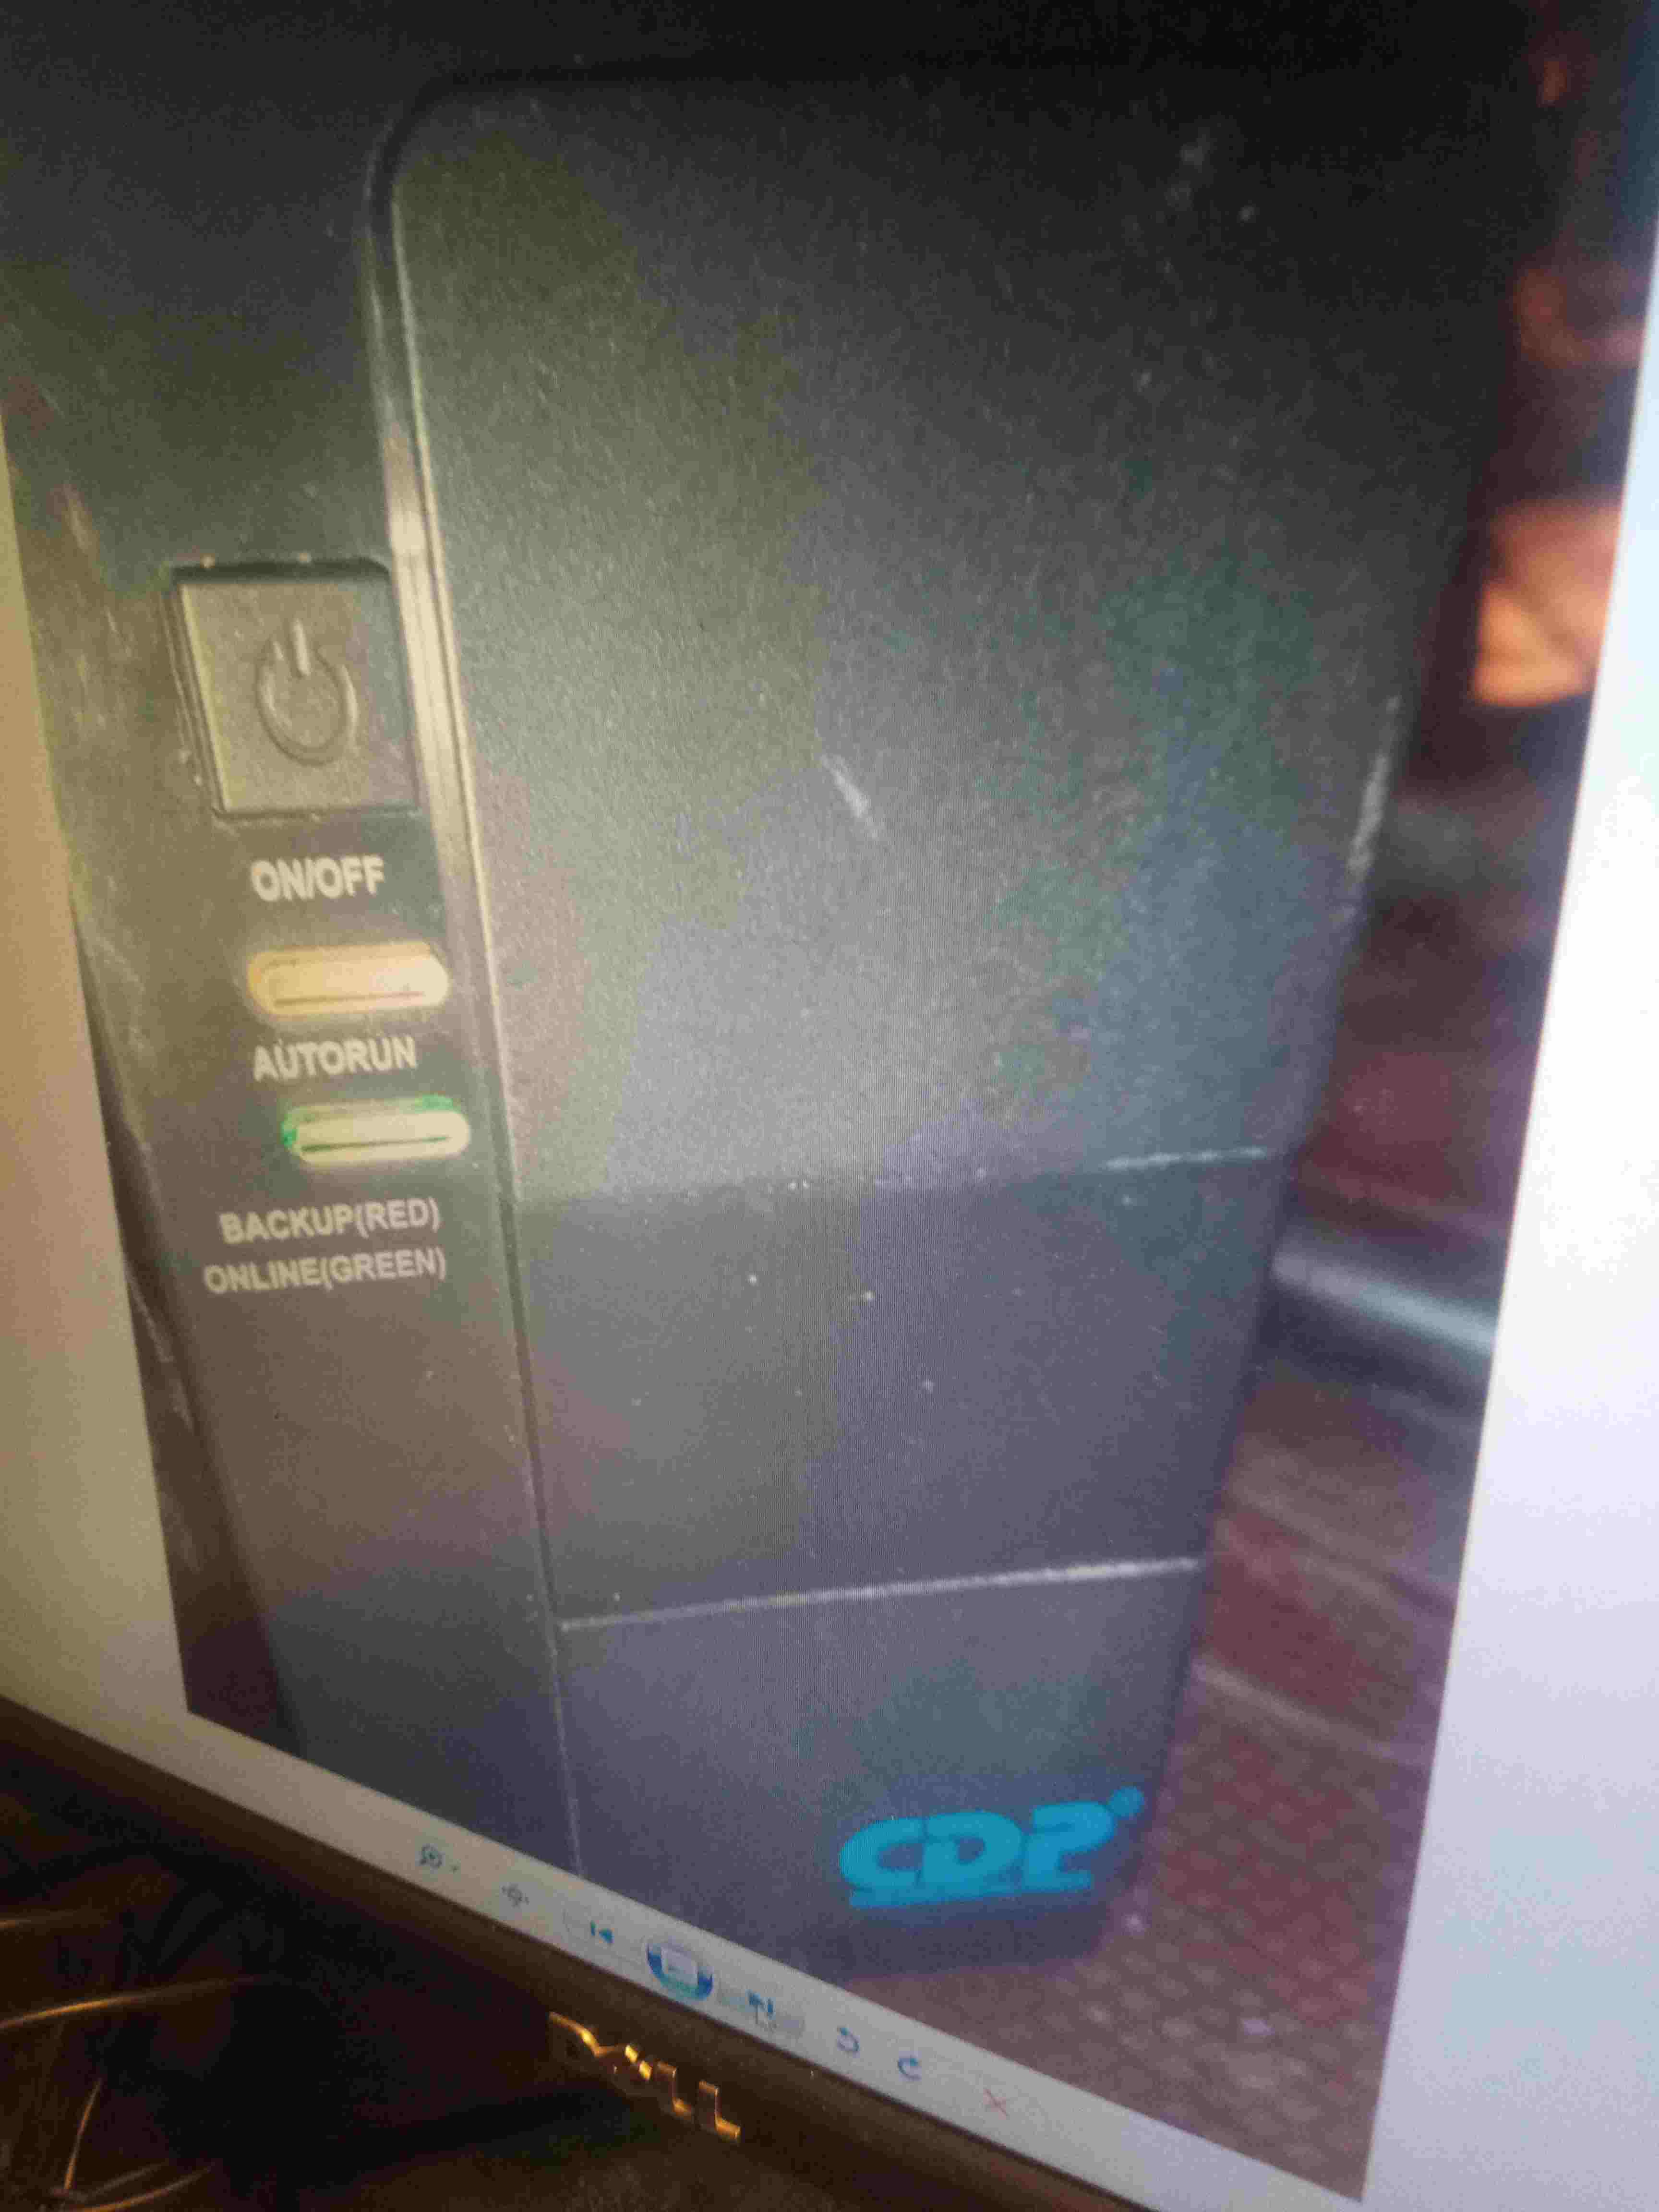 ON/OFF
AUTORUN
BACKUP(RED)
ONLINE(GREEN)
CDP
DELL